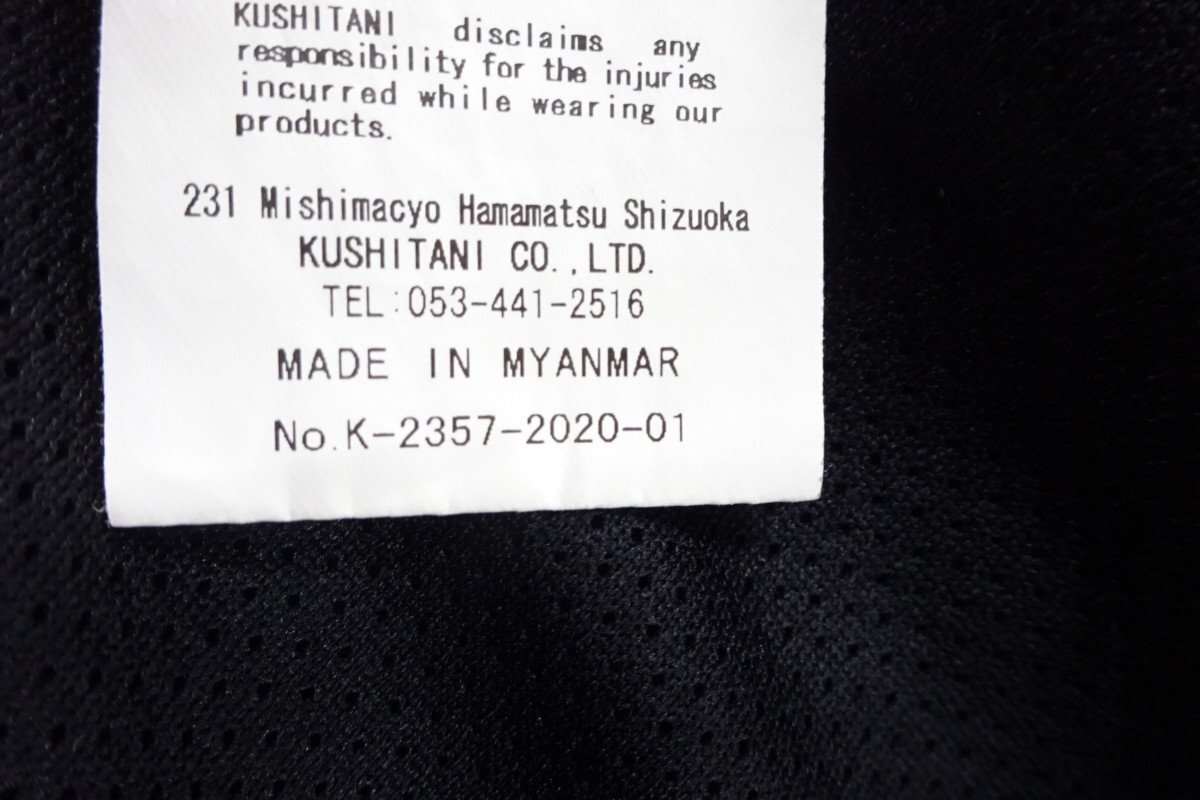 KUSHITANI disclaims any
responsibility for the injuries
incurred while wearing our
products.
231 Mishimacyo Hamamatsu Shizuoka
KUSHITANI CO.,LTD.
TEL:053-441-2516
MADE IN MYANMAR
No.K-2357-2020-01